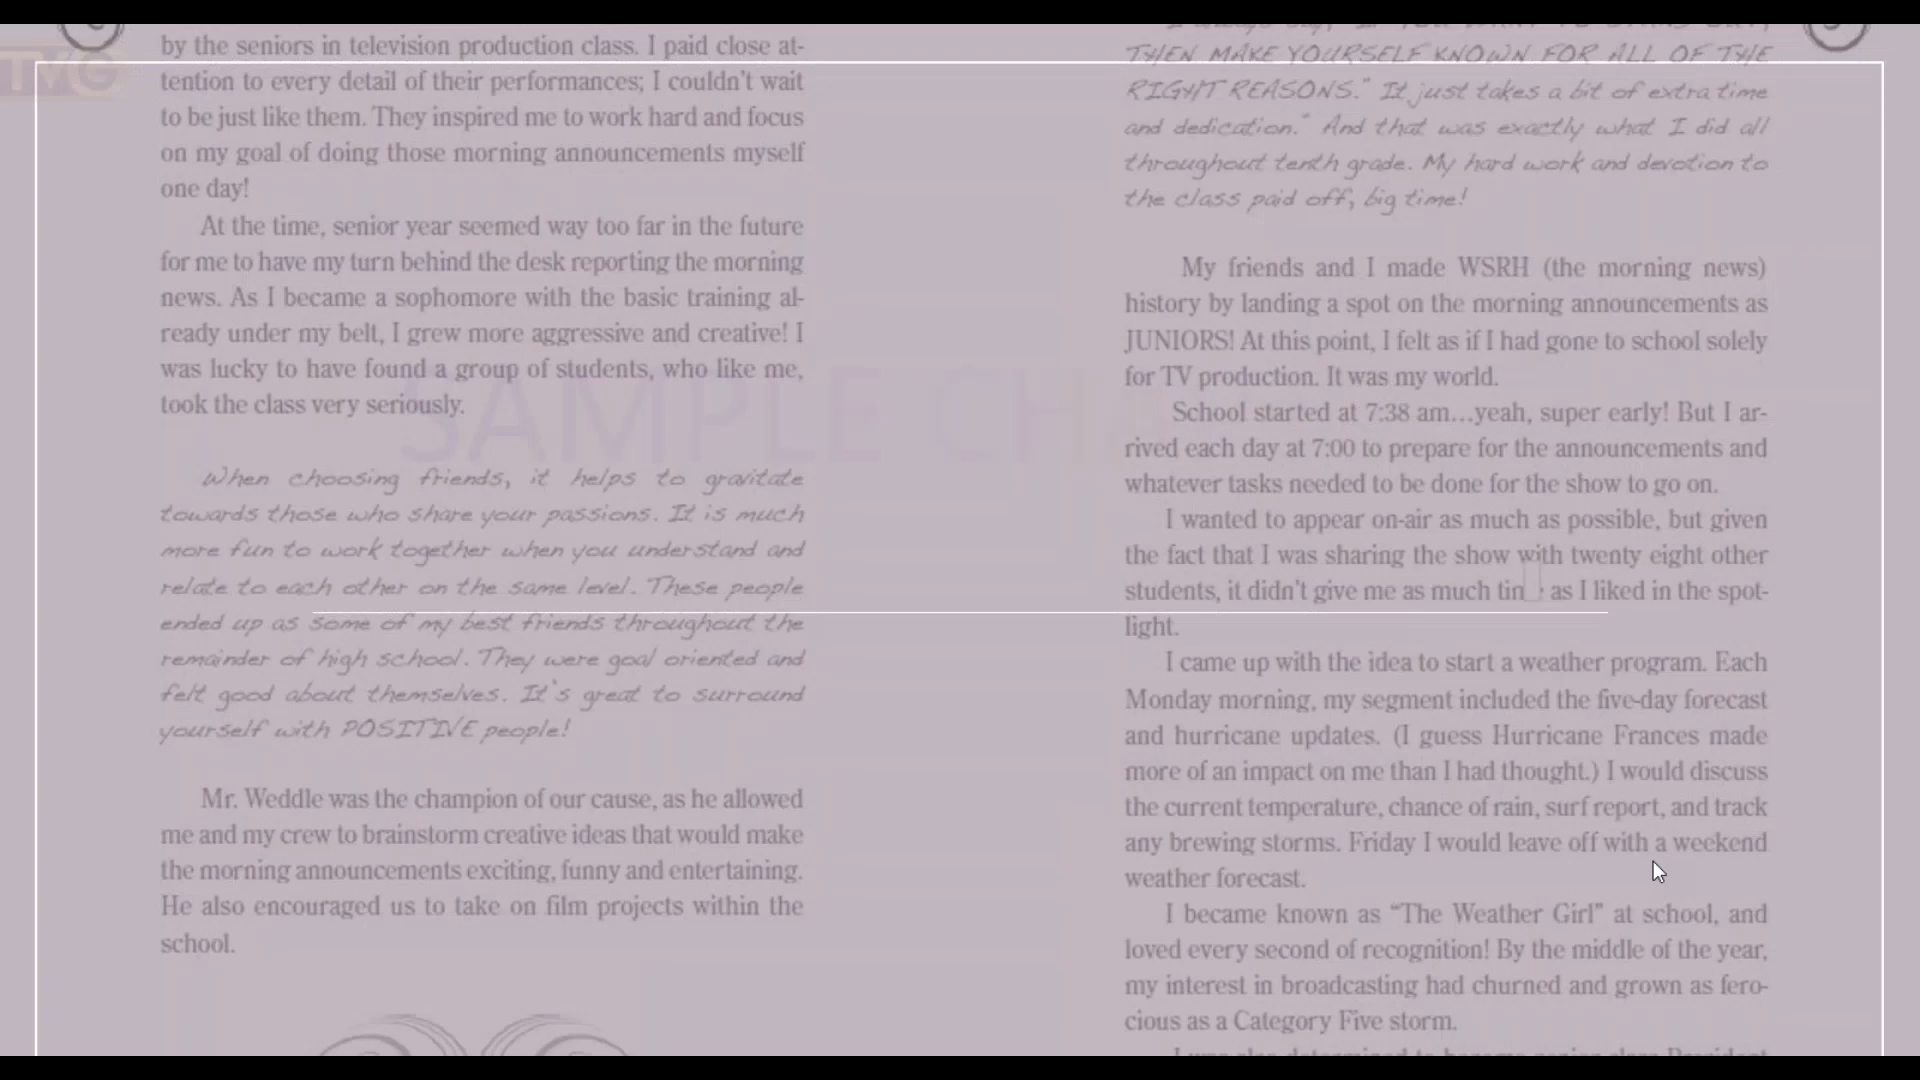 TVG
by the seniors in television production class. I paid close at-
tention to every detail of their performances; I couldn't wait
to be just like them. They inspired me to work hard and focus
on my goal of doing those morning announcements myself
one day!
At the time, senior year seemed way too far in the future
for me to have my turn behind the desk reporting the morning
news. As I became a sophomore with the basic training al-
ready under my belt, I grew more aggressive and creative! I
was lucky to have found a group of students, who like me,
took the class very seriously.
When choosing friends, it helps to gravitate
towards those who share your passions. It is much
more fun to work together when you understand and
relate to each other on the same level. These people
ended up as some of my best friends throughout the
remainder of high school. They were goal oriented and
felt good about themselves. It's great to surround
yourself with POSITIVE people!
Mr. Weddle was the champion of our cause, as he allowed
me and my crew to brainstorm creative ideas that would make
the morning announcements exciting, funny and entertaining.
He also encouraged us to take on film projects within the
school.
THEN MAKE YOURSELF KNOWN FOR ALL OF THE
RIGHT REASONS." It just takes a bit of extra time
and dedication." And that was exactly what I did all
throughout tenth grade. My hard work and devotion to
the class paid off, big time!
My friends and I made WSRH (the morning news)
history by landing a spot on the morning announcements as
JUNIORS! At this point, I felt as if I had gone to school solely
for TV production. It was my world.
School started at 7:38 am...yeah, super early! But I ar-
rived each day at 7:00 to prepare for the announcements and
whatever tasks needed to be done for the show to go on.
I wanted to appear on-air as much as possible, but given
the fact that I was sharing the show with twenty eight other
students, it didn't give me as much as I liked in the spot-
light.
I came up with the idea to start a weather program. Each
Monday morning, my segment included the five-day forecast
and hurricane updates. (I guess Hurricane Frances made
more of an impact on me than I had thought.) I would discuss
the current temperature, chance of rain, surf report, and track
any brewing storms. Friday I would leave off with a weekend
weather forecast.
I became known as “The Weather Girl” at school, and
loved every second of recognition! By the middle of the year,
my interest in broadcasting had churned and grown as fero-
cious as a Category Five storm.
SAMPLE